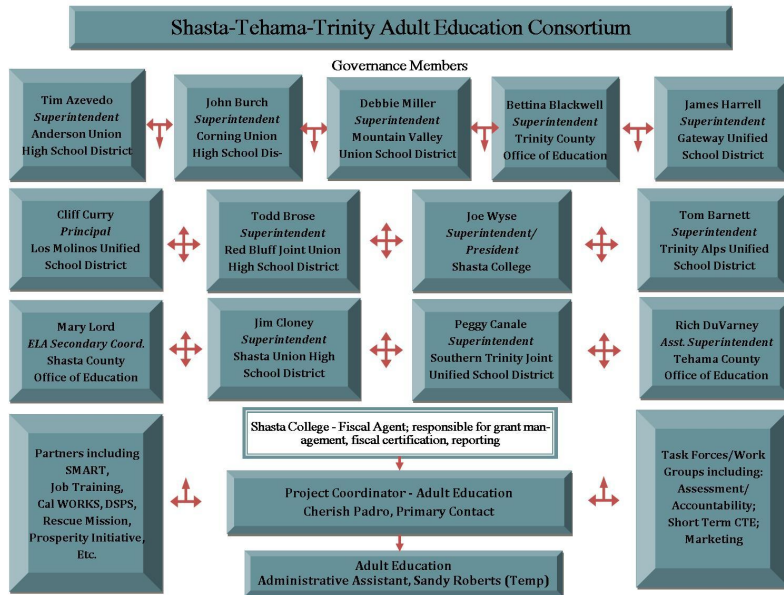 Shasta-Tehama-Trinity Adult Education Consortium
Governance Members
Tim Azevedo
Superintendent
Anderson Union
High School District
John Burch
Superintendent
Corning Union
High School Dis-
Debbie Miller
Superintendent
Mountain Valley
Union School District
Bettina Blackwell
Superintendent
Trinity County
Office of Education
James Harrell
Superintendent
Gateway Unified
School District
Cliff Curry
Principal
Los Molinos Unified
School District
Todd Brose
Superintendent
Red Bluff Joint Union
High School District
Joe Wyse
Superintendent/
President
Shasta College
Tom Barnett
Superintendent
Trinity Alps Unified
School District
Mary Lord
ELA Secondary Coord.
Shasta County
Office of Education
Jim Cloney
Superintendent
Shasta Union High
School District
Peggy Canale
Superintendent
Southern Trinity Joint
Unified School District
Rich DuVarney
Asst. Superintendent
Tehama County
Office of Education
Shasta College - Fiscal Agent; responsible for grant man-
agement, fiscal certification, reporting
Partners including
SMART,
Job Training,
Cal WORKS, DSPS,
Rescue Mission,
Prosperity Initiative,
Etc.
Project Coordinator - Adult Education
Cherish Padro, Primary Contact
Task Forces/Work
Groups including:
Assessment/
Accountability;
Short Term CTE;
Marketing
Adult Education
Administrative Assistant, Sandy Roberts (Temp)